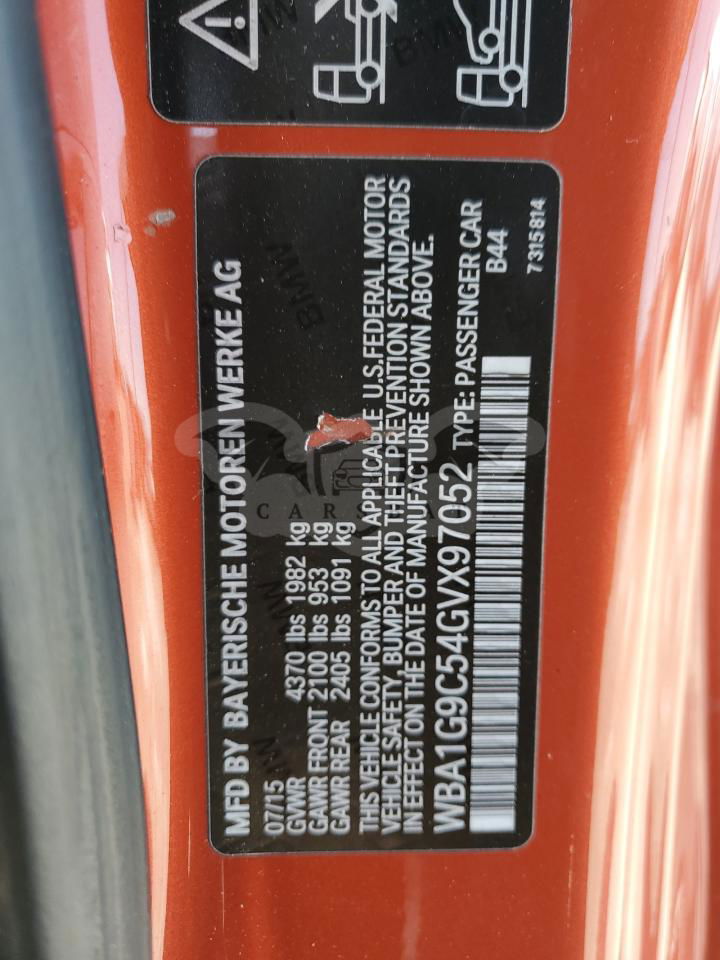 MFD BY BAYERISCHE MOTOREN WERKE AG
07/15
GVWR 4370 lbs 1982 kg
GAWR FRONT 2100 lbs 953 kg
GAWR REAR 2405 lbs 1091 kg
THIS VEHICLE CONFORMS TO ALL APPLICABLE U.S.FEDERAL MOTOR
VEHICLE SAFETY, BUMPER AND THEFT PREVENTION STANDARDS
IN EFFECT ON THE DATE OF MANUFACTURE SHOWN ABOVE.
WBA1G9C54GVX97052 TYPE: PASSENGER CAR
B44
7315814
BMW
BMW